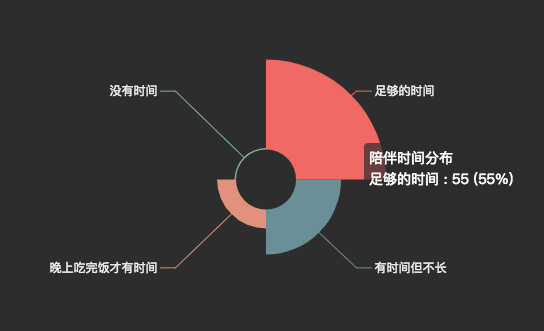 没有时间
足够的时间
陪伴时间分布
足够的时间：55 (55%)
晚上吃完饭才有时间
有时间但不长